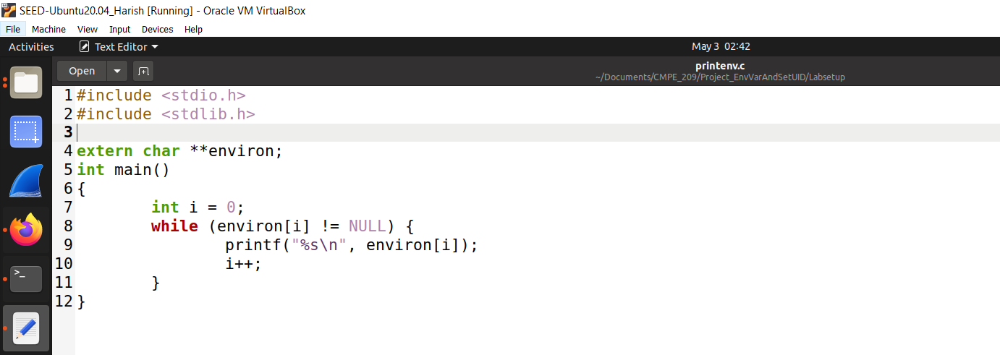 SEED-Ubuntu20.04_Harish [Running] - Oracle VM VirtualBox
File Machine View Input Devices Help
Activities Text Editor May 3 02:42
Open printenv.c
~/Documents/CMPE_209/Project_EnvVarAndSetUID/Labsetup
1 #include <stdio.h>
2 #include <stdlib.h>
3
4 extern char **environ;
5 int main()
6 {
7         int i = 0;
8         while (environ[i] != NULL) {
9                 printf("%s\n", environ[i]);
10                 i++;
11         }
12 }
>_